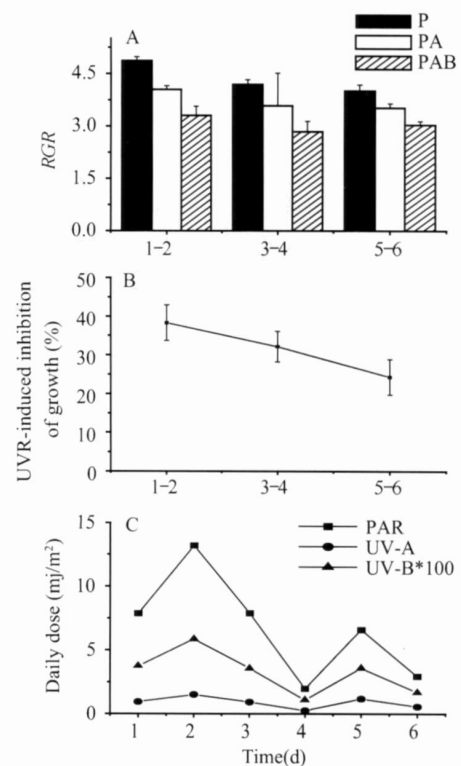 A
P
PA
PAB
RGR
4.5
3.0
1.5
0.0
1-2
3-4
5-6
B
UVR-induced inhibition
of growth (%)
50
40
30
20
10
0
1-2
3-4
5-6
C
PAR
UV-A
UV-B*100
Daily dose (mj/m²)
15
10
5
0
1
2
3
4
5
6
Time(d)